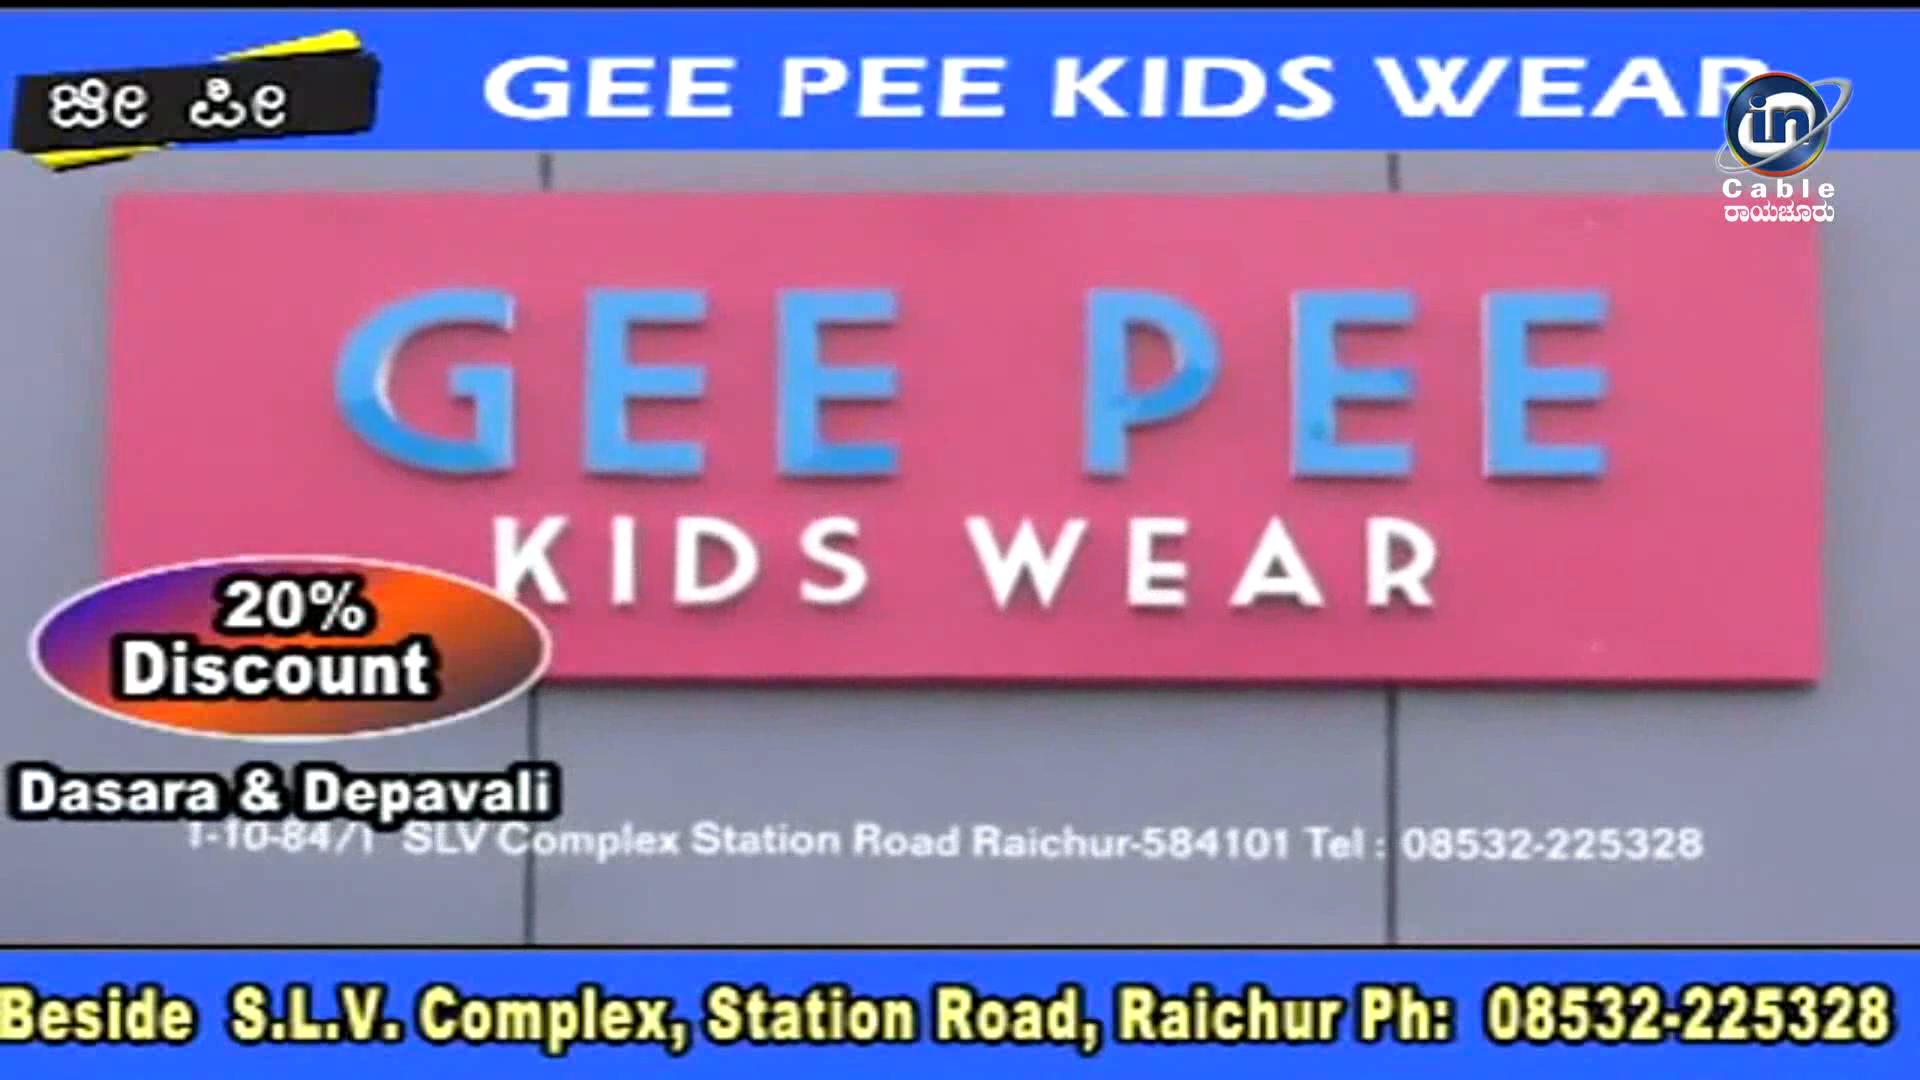 ಜೀ ಪೀ
GEE PEE KIDS WEAR
in
Cable
ರಾಯಚೂರು
GEE PEE
KIDS WEAR
20%
Discount
Dasara & Depavali
1-10-84/1 SLV Complex Station Road Raichur-584101 Tel : 08532-225328
Beside S.L.V. Complex, Station Road, Raichur Ph: 08532-225328